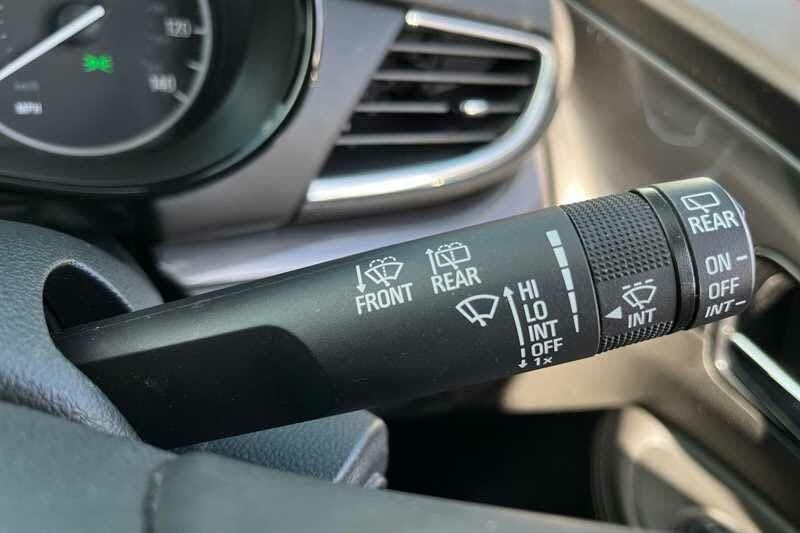 120
140
MPH
FRONT
REAR
HI
LO
INT
OFF
1x
INT
REAR
ON
OFF
INT